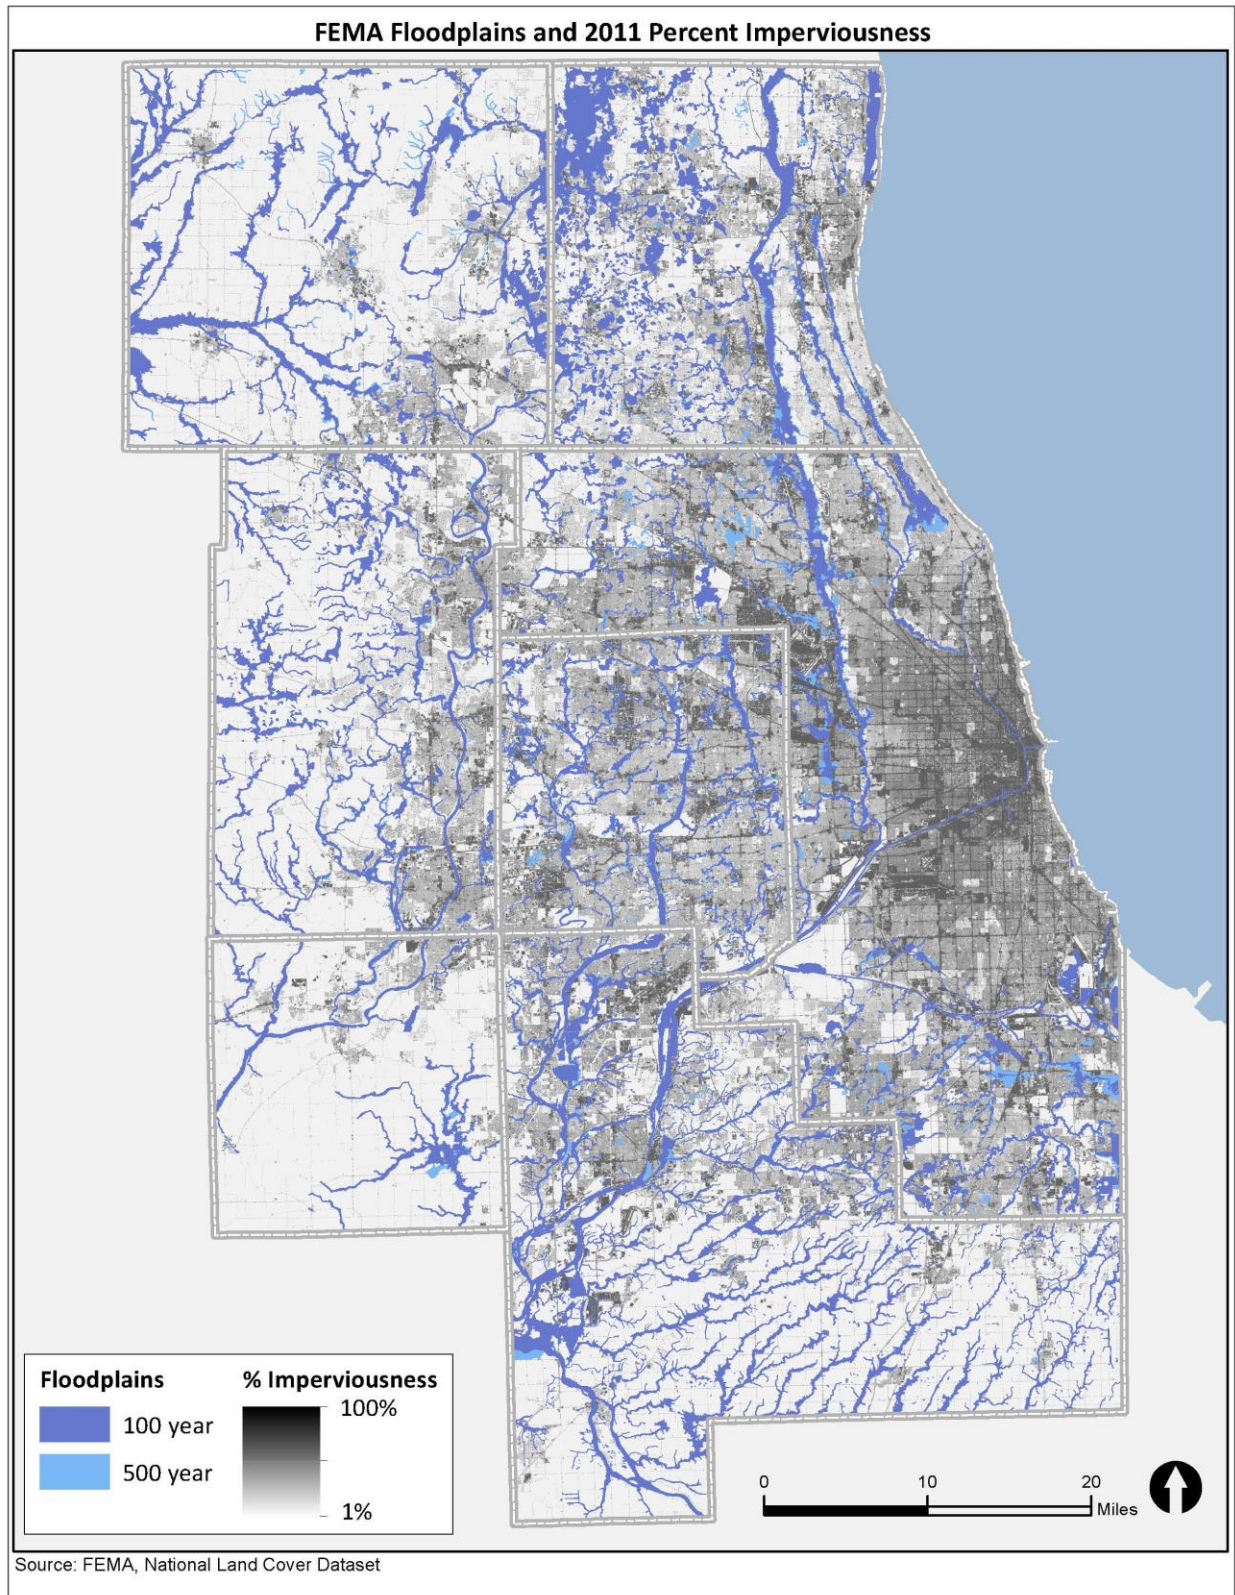 FEMA Floodplains and 2011 Percent Imperviousness
Floodplains
100 year
500 year
% Imperviousness
100%
1%
0 10 20
Miles
Source: FEMA, National Land Cover Dataset